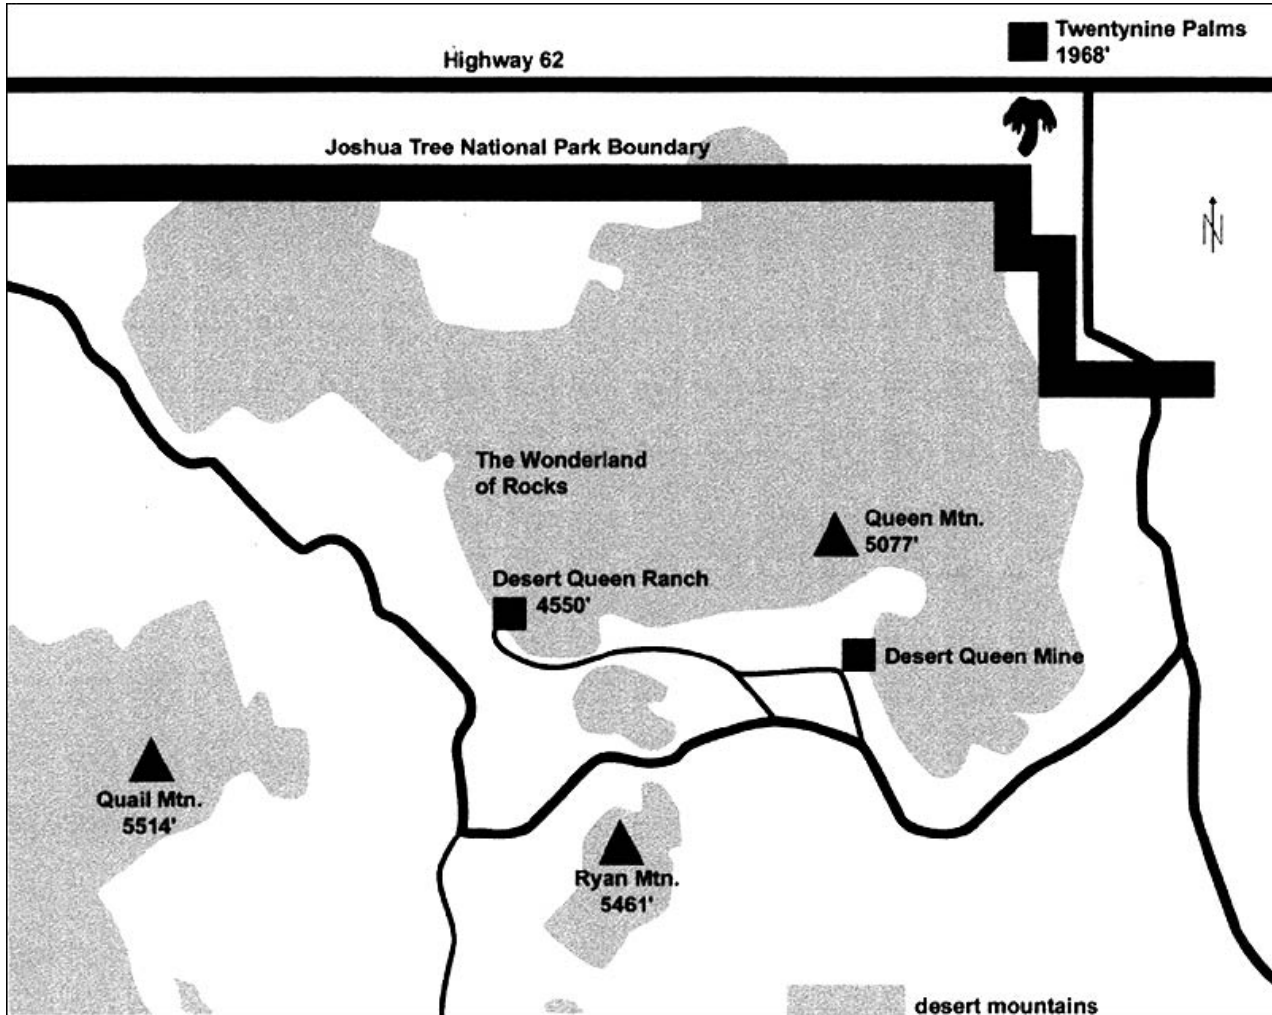 Twentynine Palms
1968'
Highway 62
Joshua Tree National Park Boundary
N
The Wonderland
of Rocks
Queen Mtn.
5077'
Desert Queen Ranch
4550'
Desert Queen Mine
Quail Mtn.
5514'
Ryan Mtn.
5461'
desert mountains